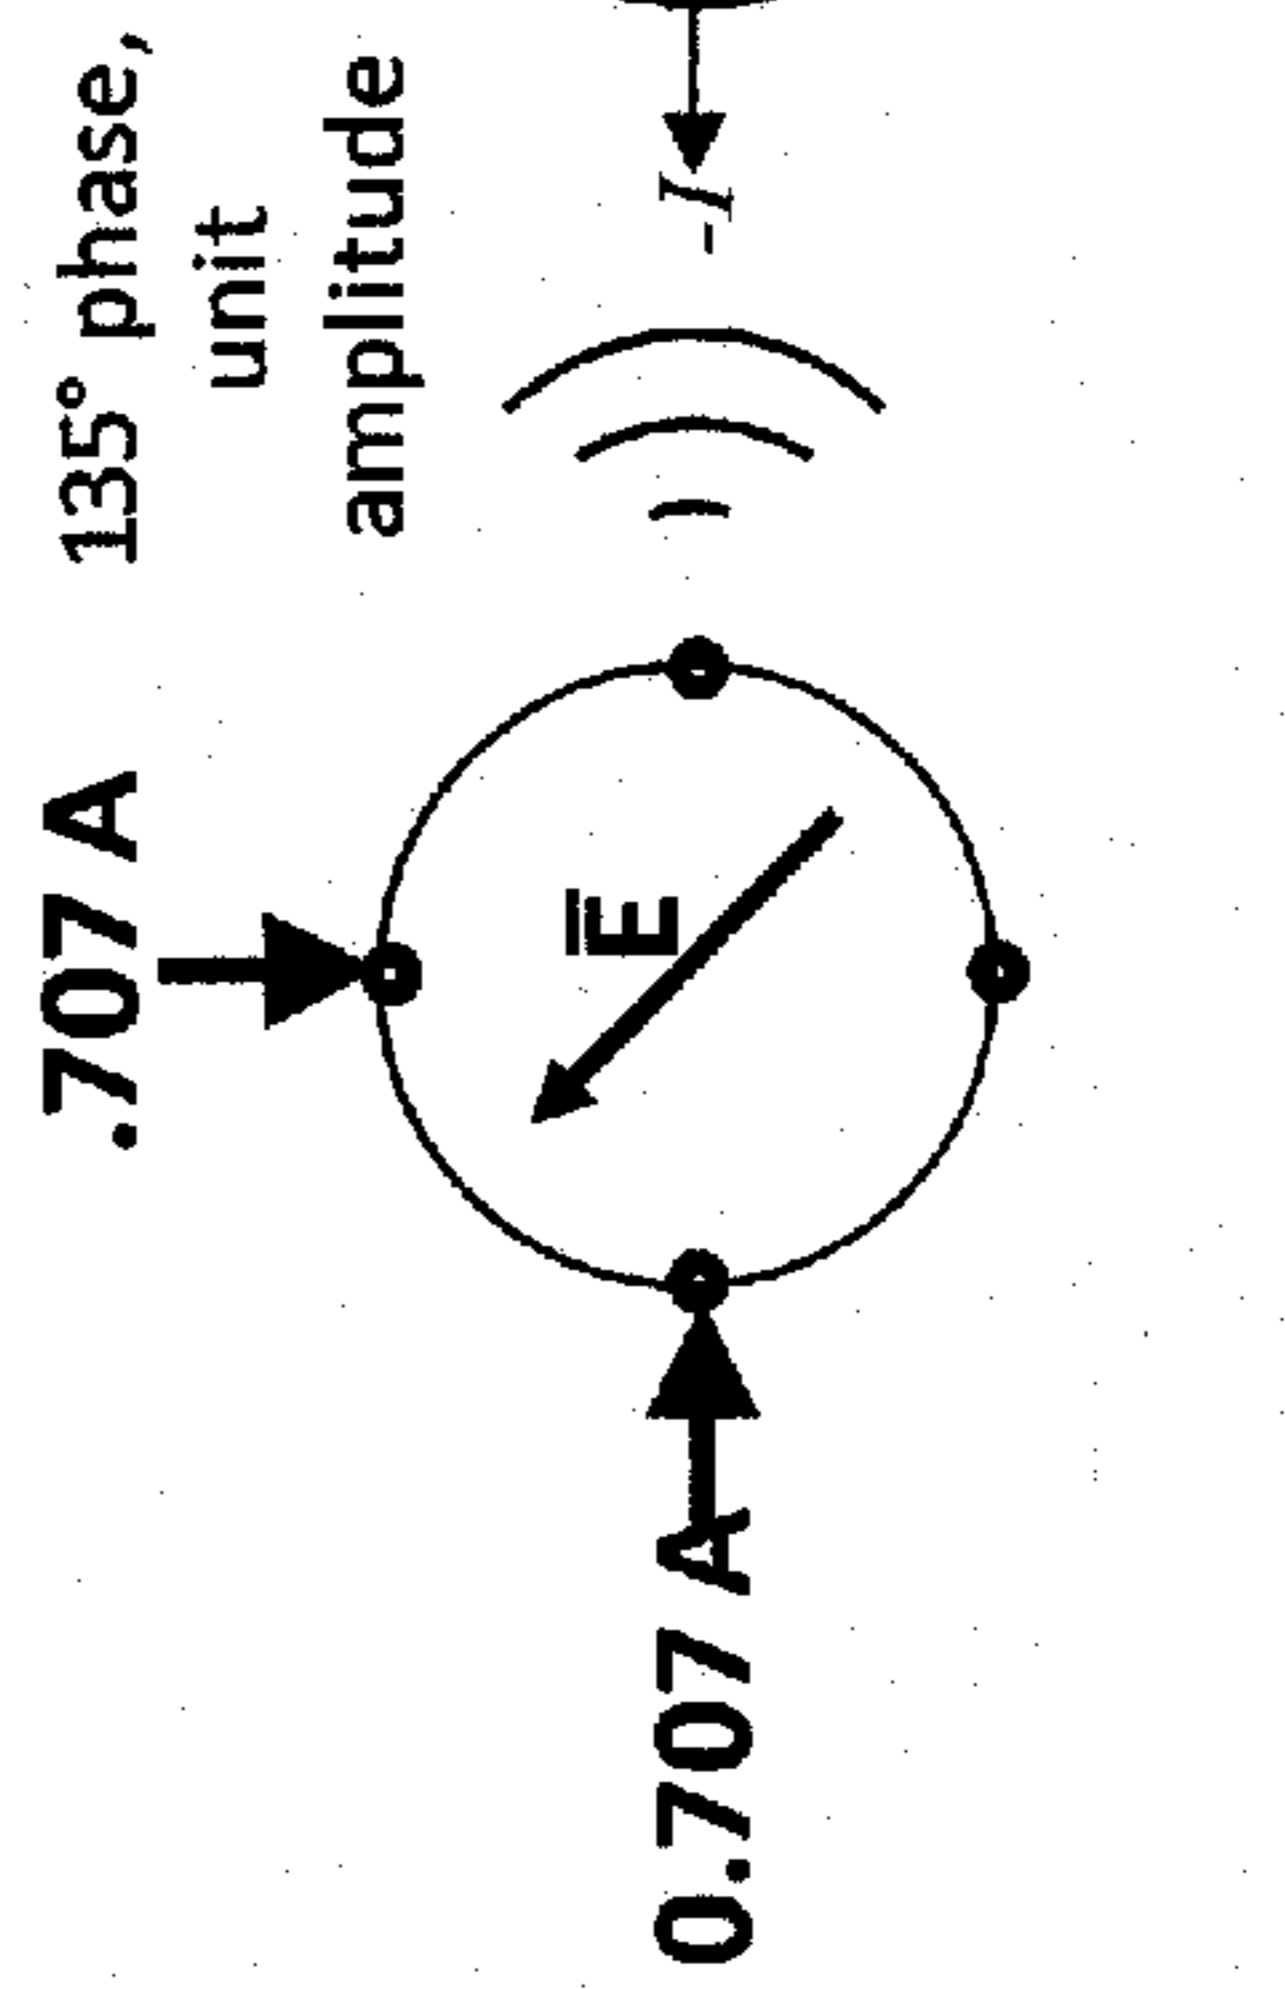 .707 A
135° phase,
unit
amplitude
E̅
0.707 A
-I